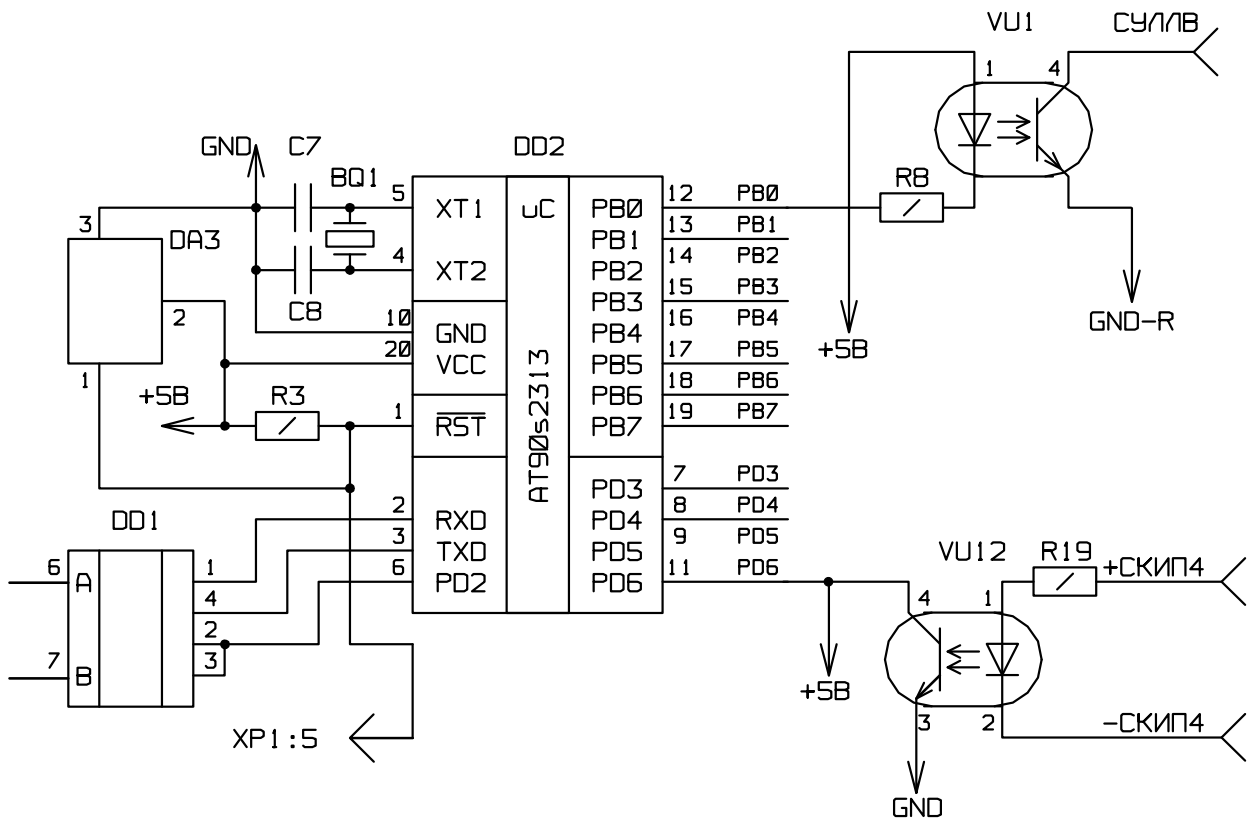 VU1
СУЛЛВ
1
4
GND
C7
DD2
BQ1
R8
3
DA3
5
XT1
uC
PB0
12
PB0
PB1
13
PB1
4
XT2
PB2
14
PB2
PB3
15
PB3
2
C8
10
GND
PB4
16
PB4
GND-R
20
VCC
PB5
17
PB5
+5В
1
+5В
R3
PB6
18
PB6
1
RST
PB7
19
PB7
AT90s2313
PD3
7
PD3
2
RXD
PD4
8
PD4
DD1
3
TXD
PD5
9
PD5
VU12
R19
6
A
1
6
PD2
PD6
11
PD6
+СКИП4
4
4
1
2
7
B
3
+5В
3
2
-СКИП4
XP1:5
GND